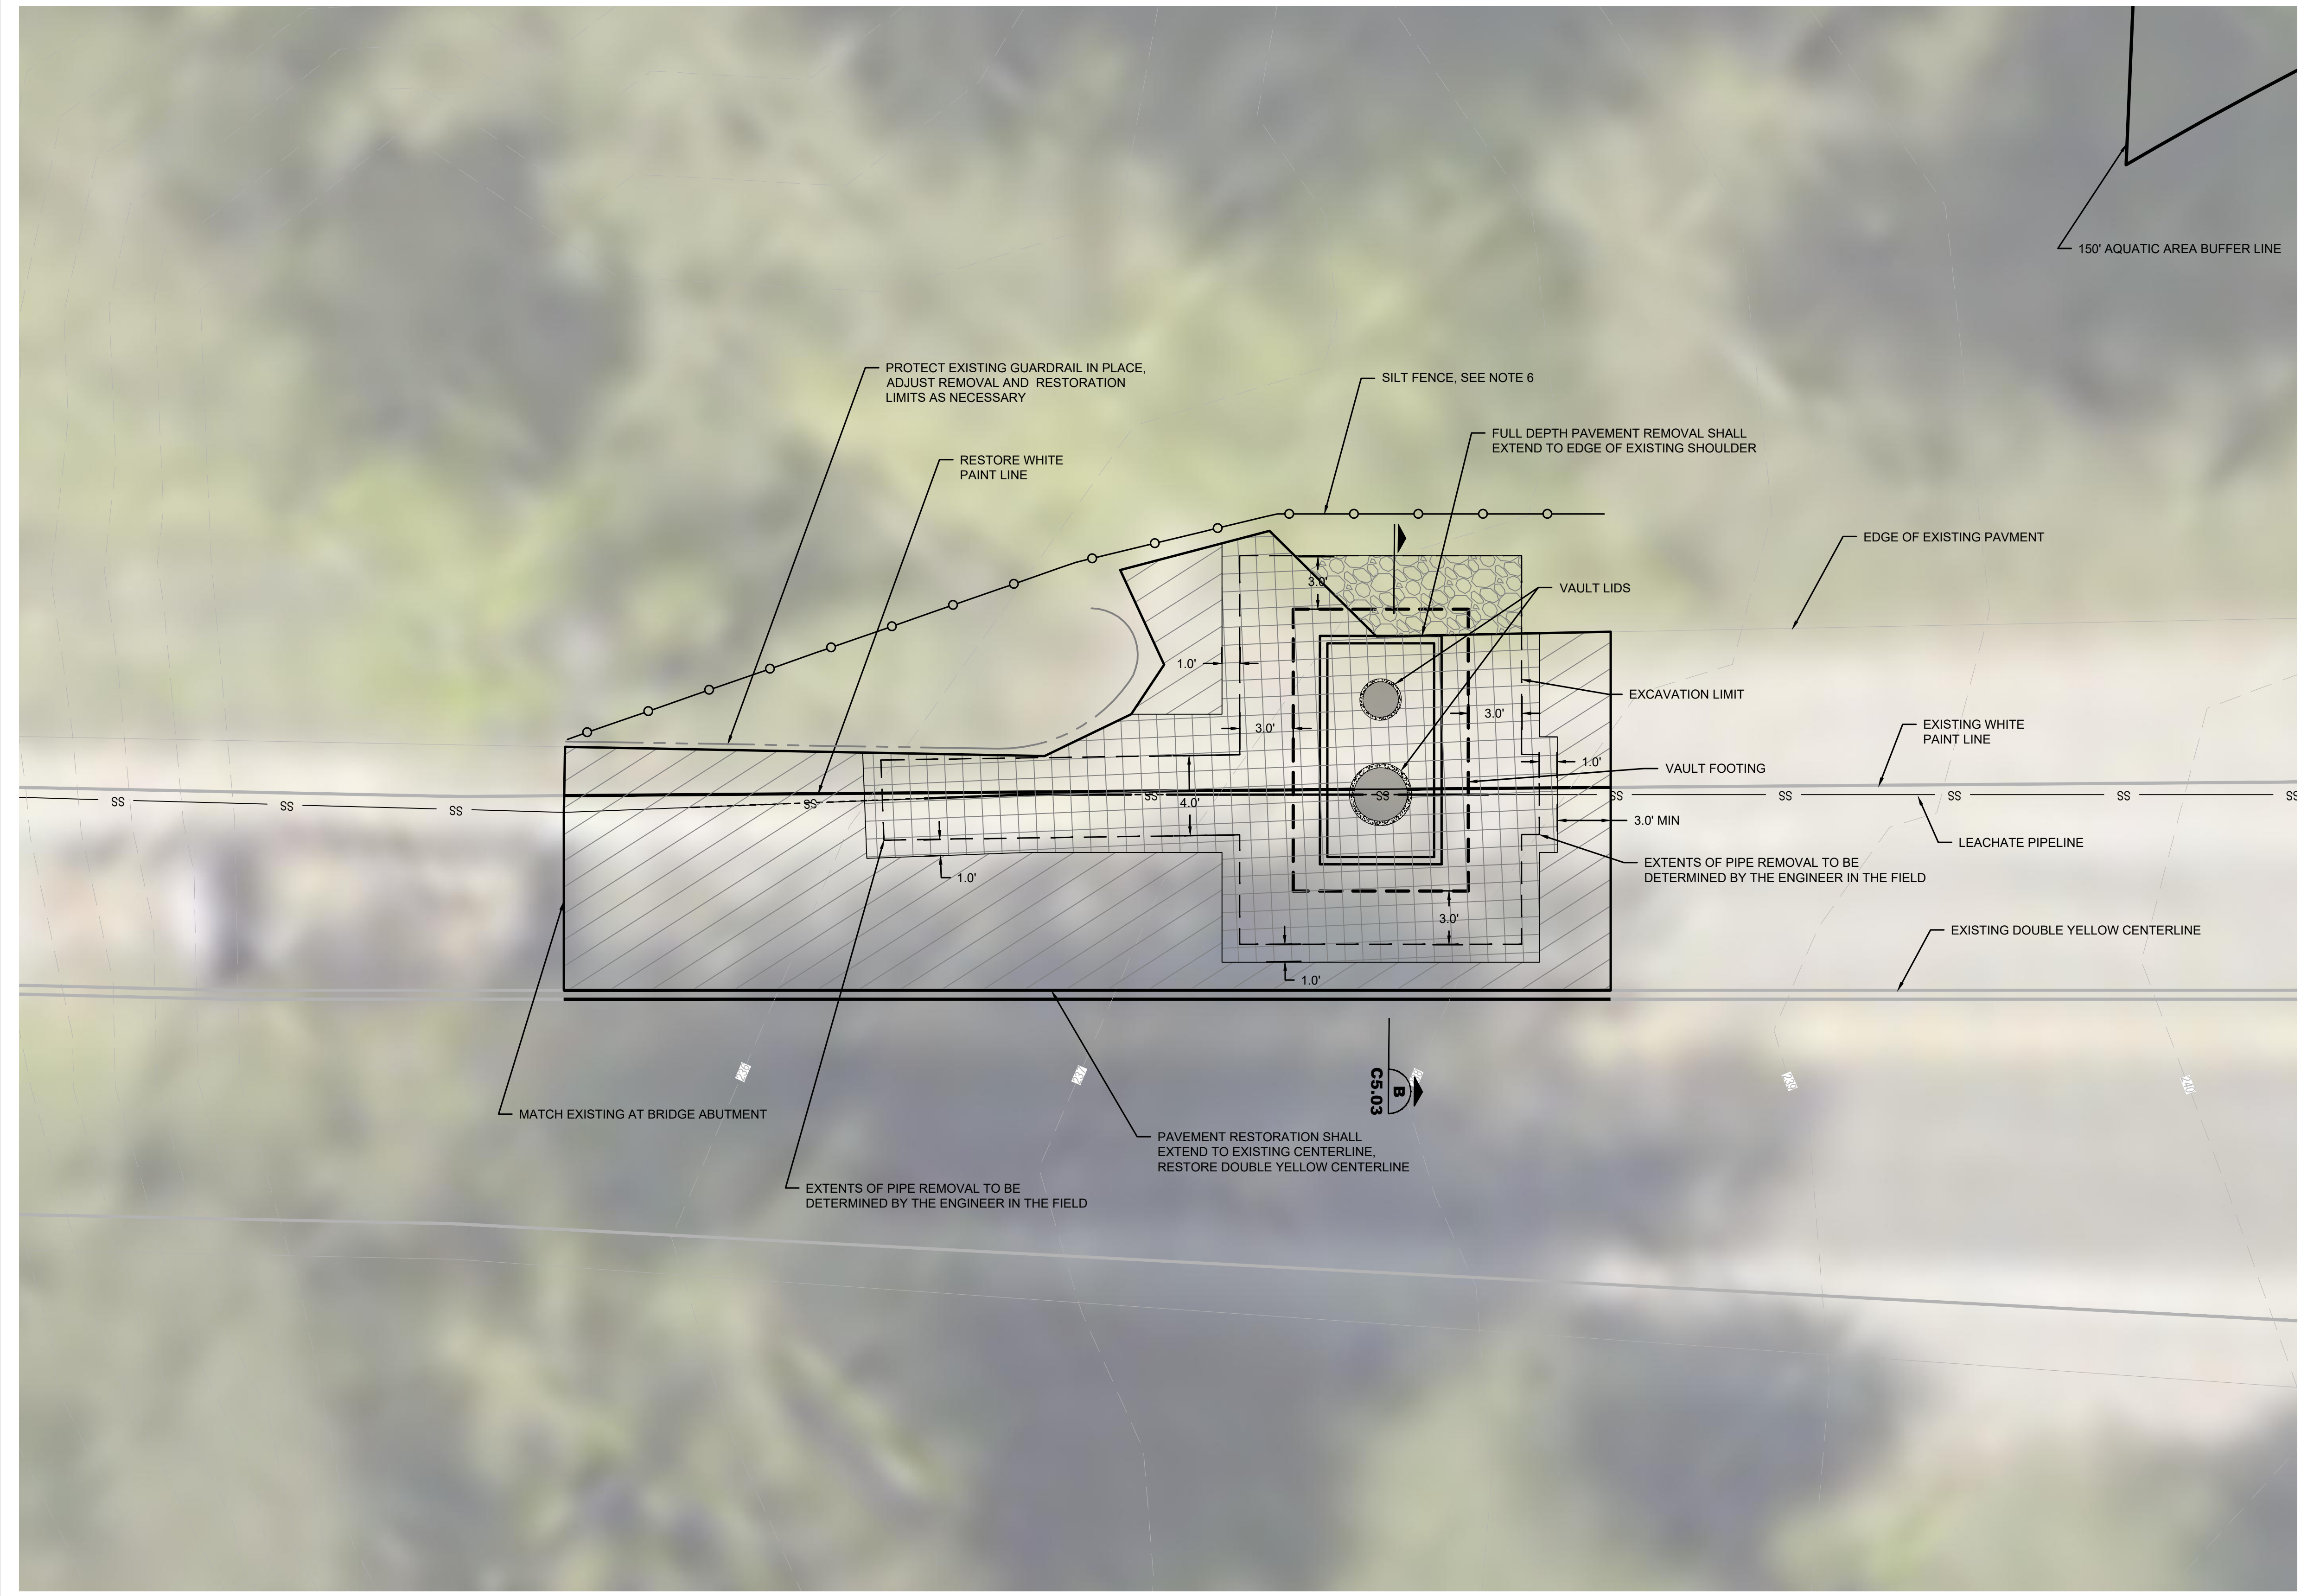 150' AQUATIC AREA BUFFER LINE
PROTECT EXISTING GUARDRAIL IN PLACE,
ADJUST REMOVAL AND RESTORATION
LIMITS AS NECESSARY
SILT FENCE, SEE NOTE 6
FULL DEPTH PAVEMENT REMOVAL SHALL
EXTEND TO EDGE OF EXISTING SHOULDER
RESTORE WHITE
PAINT LINE
EDGE OF EXISTING PAVMENT
3.0'
VAULT LIDS
1.0'
EXCAVATION LIMIT
3.0'
3.0'
EXISTING WHITE
PAINT LINE
1.0'
VAULT FOOTING
SS
SS
SS
SS
SS
SS
SS
SS
SS
SS
SS
4.0'
3.0' MIN
LEACHATE PIPELINE
EXTENTS OF PIPE REMOVAL TO BE
DETERMINED BY THE ENGINEER IN THE FIELD
1.0'
3.0'
EXISTING DOUBLE YELLOW CENTERLINE
1.0'
236
237
239
240
B
C5.03
MATCH EXISTING AT BRIDGE ABUTMENT
PAVEMENT RESTORATION SHALL
EXTEND TO EXISTING CENTERLINE,
RESTORE DOUBLE YELLOW CENTERLINE
EXTENTS OF PIPE REMOVAL TO BE
DETERMINED BY THE ENGINEER IN THE FIELD